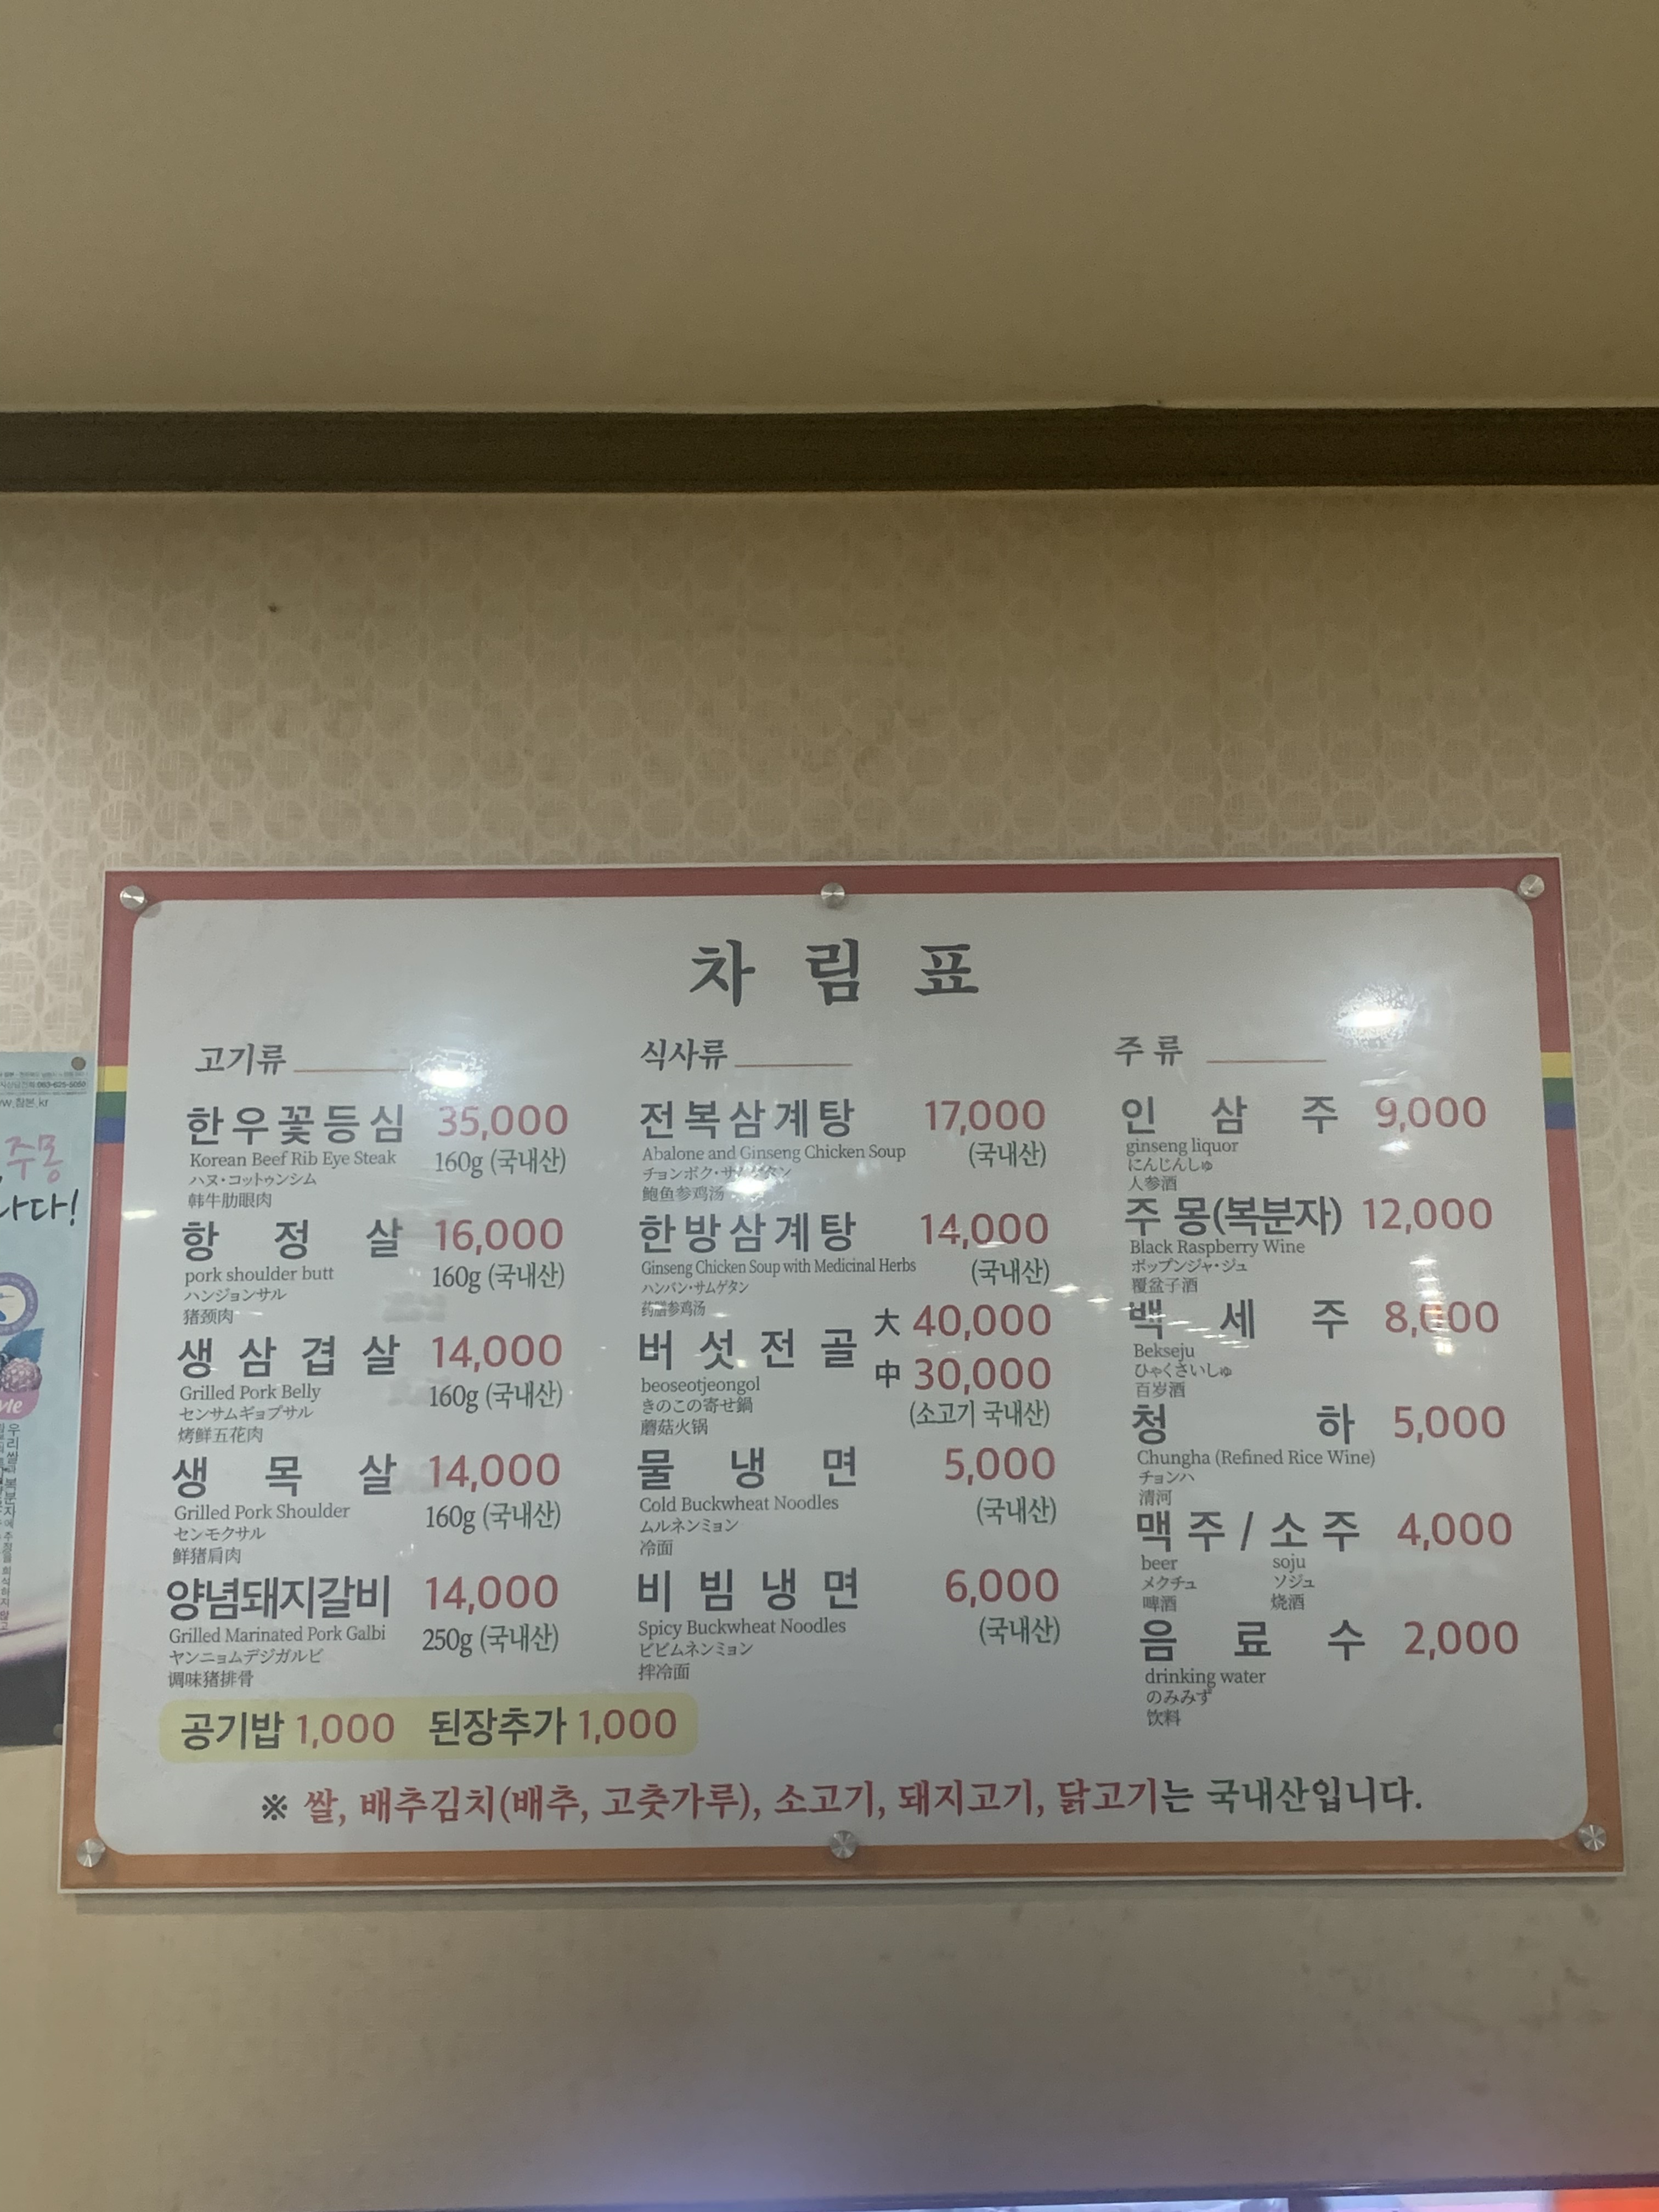 차림표
고기류
한우꽃등심 35,000
Korean Beef Rib Eye Steak 160g (국내산)
ハヌ・コットゥンシム
韩牛肋眼肉
항정살 16,000
pork shoulder butt 160g (국내산)
ハンジョンサル
猪颈肉
생삼겹살 14,000
Grilled Pork Belly 160g (국내산)
センサムギョプサル
烤鲜五花肉
생목살 14,000
Grilled Pork Shoulder 160g (국내산)
センモクサル
鲜猪肩肉
양념돼지갈비 14,000
Grilled Marinated Pork Galbi 250g (국내산)
ヤンニョムデジガルビ
调味猪排骨
공기밥 1,000 된장추가 1,000
식사류
전복삼계탕 17,000
Abalone and Ginseng Chicken Soup (국내산)
チョンボク・サムゲタン
鲍鱼参鸡汤
한방삼계탕 14,000
Ginseng Chicken Soup with Medicinal Herbs (국내산)
ハンバン・サムゲタン
药膳参鸡汤
버섯전골 大 40,000
中 30,000
beoseotjeongol (소고기 국내산)
きのこの寄せ鍋
蘑菇火锅
물냉면 5,000
Cold Buckwheat Noodles (국내산)
ムルネンミョン
冷面
비빔냉면 6,000
Spicy Buckwheat Noodles (국내산)
ビビムネンミョン
拌冷面
주류
인삼주 9,000
ginseng liquor
にんじんしゅ
人参酒
주몽(복분자) 12,000
Black Raspberry Wine
ポップンジャ・ジュ
覆盆子酒
백세주 8,000
Bekseju
ひゃくさいしゅ
百岁酒
청하 5,000
Chungha (Refined Rice Wine)
チョンハ
清河
맥주/소주 4,000
beer soju
メクチュ ソジュ
啤酒 烧酒
음료수 2,000
drinking water
のみみず
饮料
※ 쌀, 배추김치(배추, 고춧가루), 소고기, 돼지고기, 닭고기는 국내산입니다.
063-625-5050
주몽
나다!